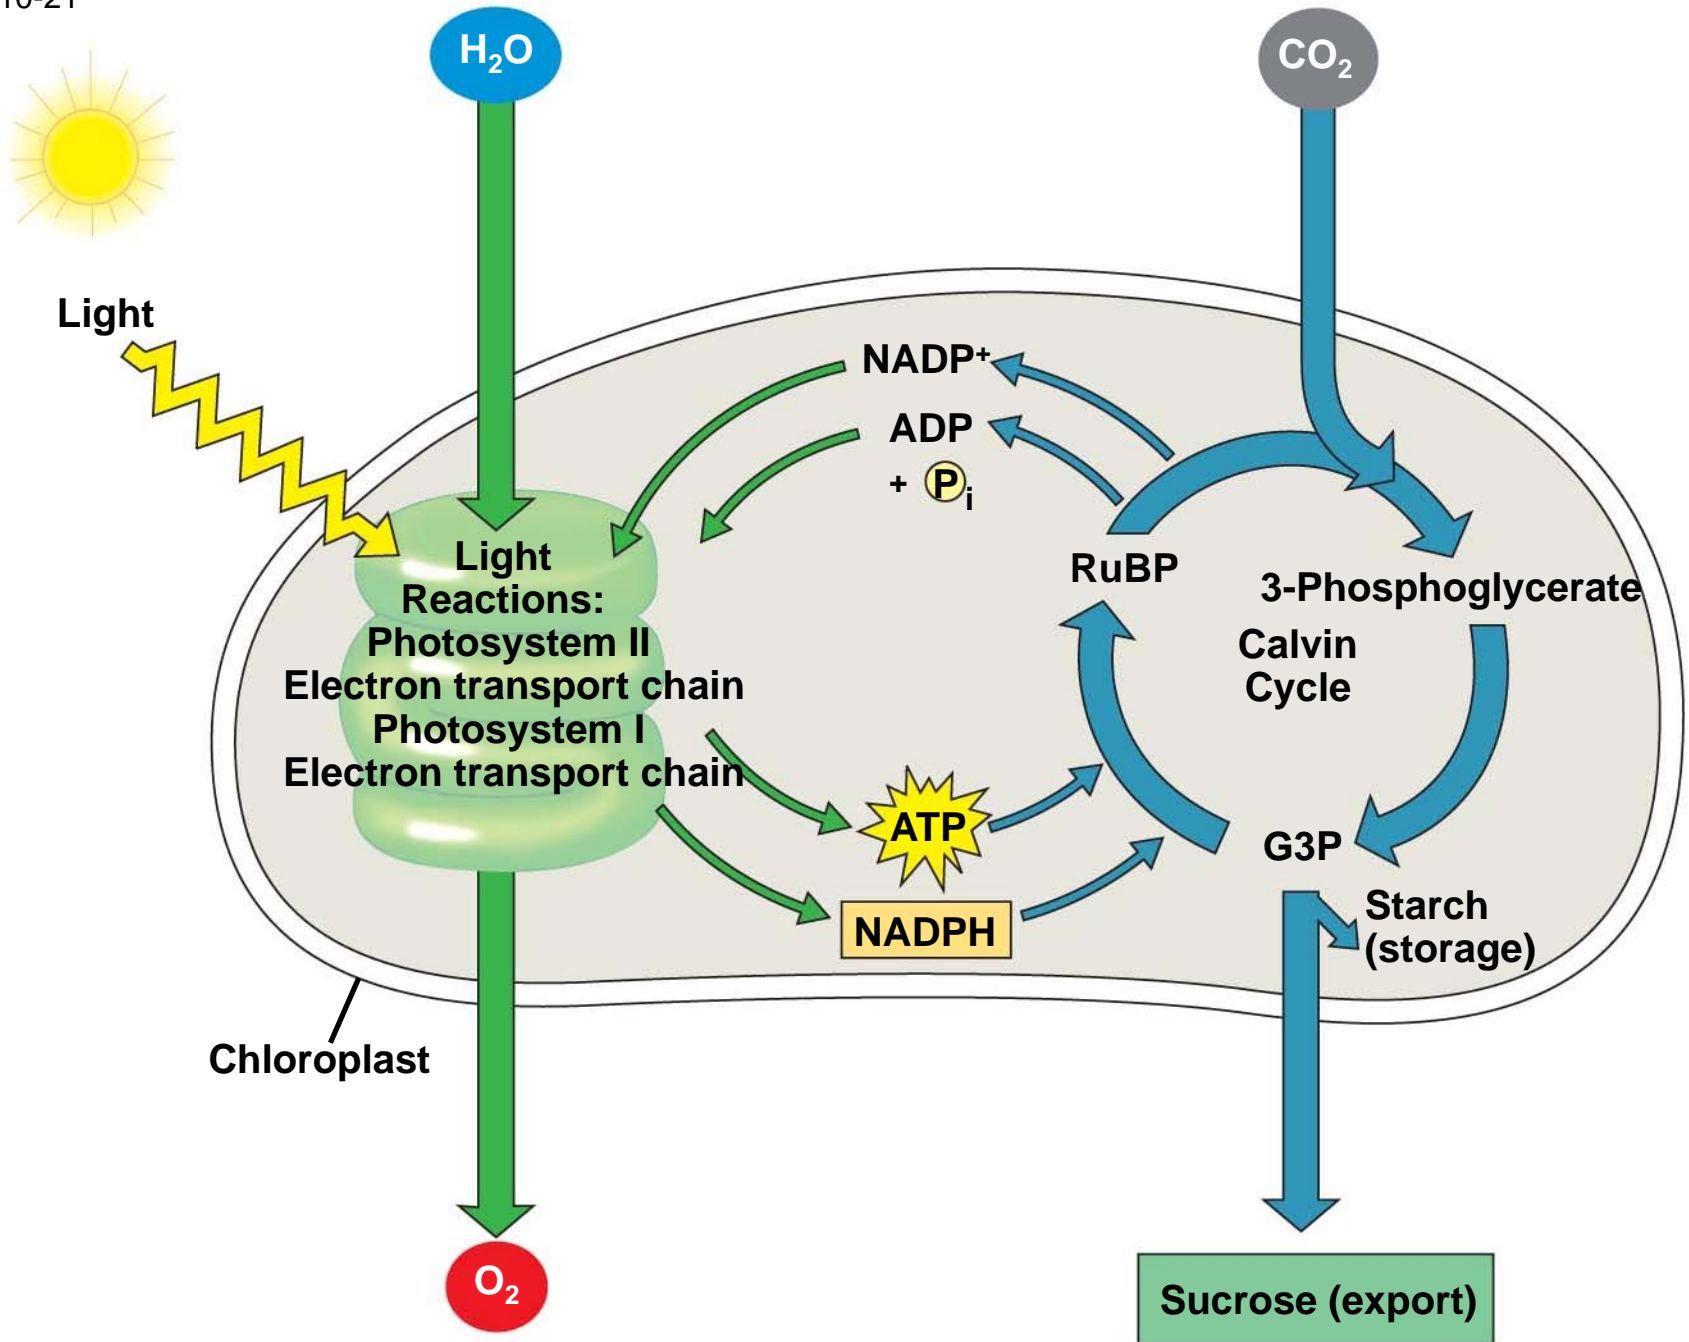 H₂O
CO₂
Light
NADP⁺
ADP
+ Pi
Light
Reactions:
Photosystem II
Electron transport chain
Photosystem I
Electron transport chain
RuBP
3-Phosphoglycerate
Calvin
Cycle
ATP
NADPH
G3P
Starch
(storage)
Chloroplast
O₂
Sucrose (export)